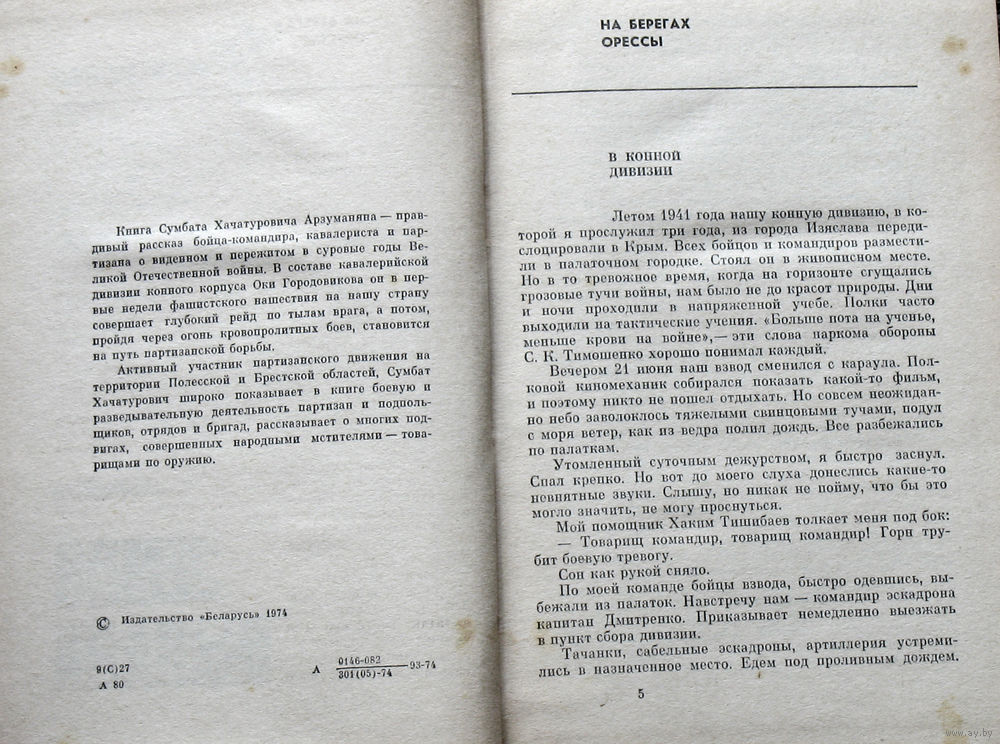 Книга Сумбата Хачатуровича Арзуманяна — прав-
дивый рассказ бойца-командира, кавалериста и пар-
тизана о виденном и пережитом в суровые годы Ве-
ликой Отечественной войны. В составе кавалерийской
дивизии конного корпуса Оки Городовикова он в пер-
вые недели фашистского нашествия на нашу страну
совершает глубокий рейд по тылам врага, а потом,
пройдя через огонь кровопролитных боев, становится
на путь партизанской борьбы.
Активный участник партизанского движения на
территории Полесской и Брестской областей, Сумбат
Хачатурович широко показывает в книге боевую и
разведывательную деятельность партизан и подполь-
щиков, отрядов и бригад, рассказывает о многих под-
вигах, совершенных народными мстителями — това-
рищами по оружию.
© Издательство «Беларусь» 1974
9(С)27
А 80
А 0146-082
301(05)-74 —93-74
НА БЕРЕГАХ
ОРЕССЫ
В КОННОЙ
ДИВИЗИИ
Летом 1941 года нашу конную дивизию, в ко-
торой я прослужил три года, из города Изяслава переди-
слоцировали в Крым. Всех бойцов и командиров размести-
ли в палаточном городке. Стоял он в живописном месте.
Но в то тревожное время, когда на горизонте сгущались
грозовые тучи войны, нам было не до красот природы. Дни
и ночи проходили в напряженной учебе. Полки часто
выходили на тактические учения. «Больше пота на ученье,
меньше крови на войне»,— эти слова наркома обороны
С. К. Тимошенко хорошо понимал каждый.
Вечером 21 июня наш взвод сменился с караула. Пол-
ковой киномеханик собирался показать какой-то фильм,
и поэтому никто не пошел отдыхать. Но совсем неожидан-
но небо заволоклось тяжелыми свинцовыми тучами, подул
с моря ветер, как из ведра полил дождь. Все разбежались
по палаткам.
Утомленный суточным дежурством, я быстро заснул.
Спал крепко. Но вот до моего слуха донеслись какие-то
невнятные звуки. Слышу, но никак не пойму, что бы это
могло значить, не могу проснуться.
Мой помощник Хаким Тишибаев толкает меня под бок:
— Товарищ командир, товарищ командир! Горн тру-
бит боевую тревогу.
Сон как рукой сняло.
По моей команде бойцы взвода, быстро одевшись, вы-
бежали из палаток. Навстречу нам — командир эскадрона
капитан Дмитренко. Приказывает немедленно выезжать
в пункт сбора дивизии.
Тачанки, сабельные эскадроны, артиллерия устреми-
лись в назначенное место. Едем под проливным дождем.
5
www.ay.by